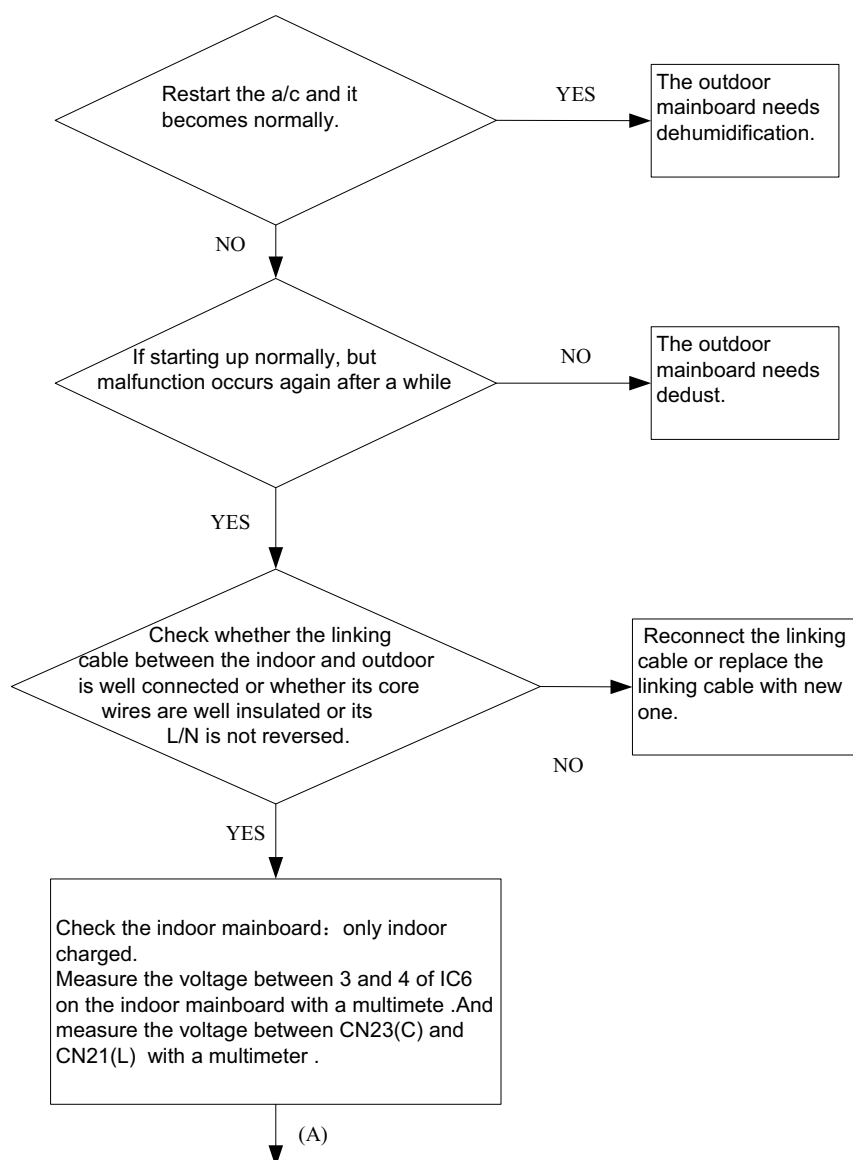 Restart the a/c and it
becomes normally.
YES
The outdoor
mainboard needs
dehumidification.
NO
If starting up normally, but
malfunction occurs again after a while
NO
The outdoor
mainboard needs
dedust.
YES
Check whether the linking
cable between the indoor and outdoor
is well connected or whether its core
wires are well insulated or its
L/N is not reversed.
NO
Reconnect the linking
cable or replace the
linking cable with new
one.
YES
Check the indoor mainboard：only indoor
charged.
Measure the voltage between 3 and 4 of IC6
on the indoor mainboard with a multimete .And
measure the voltage between CN23(C) and
CN21(L) with a multimeter .
(A)